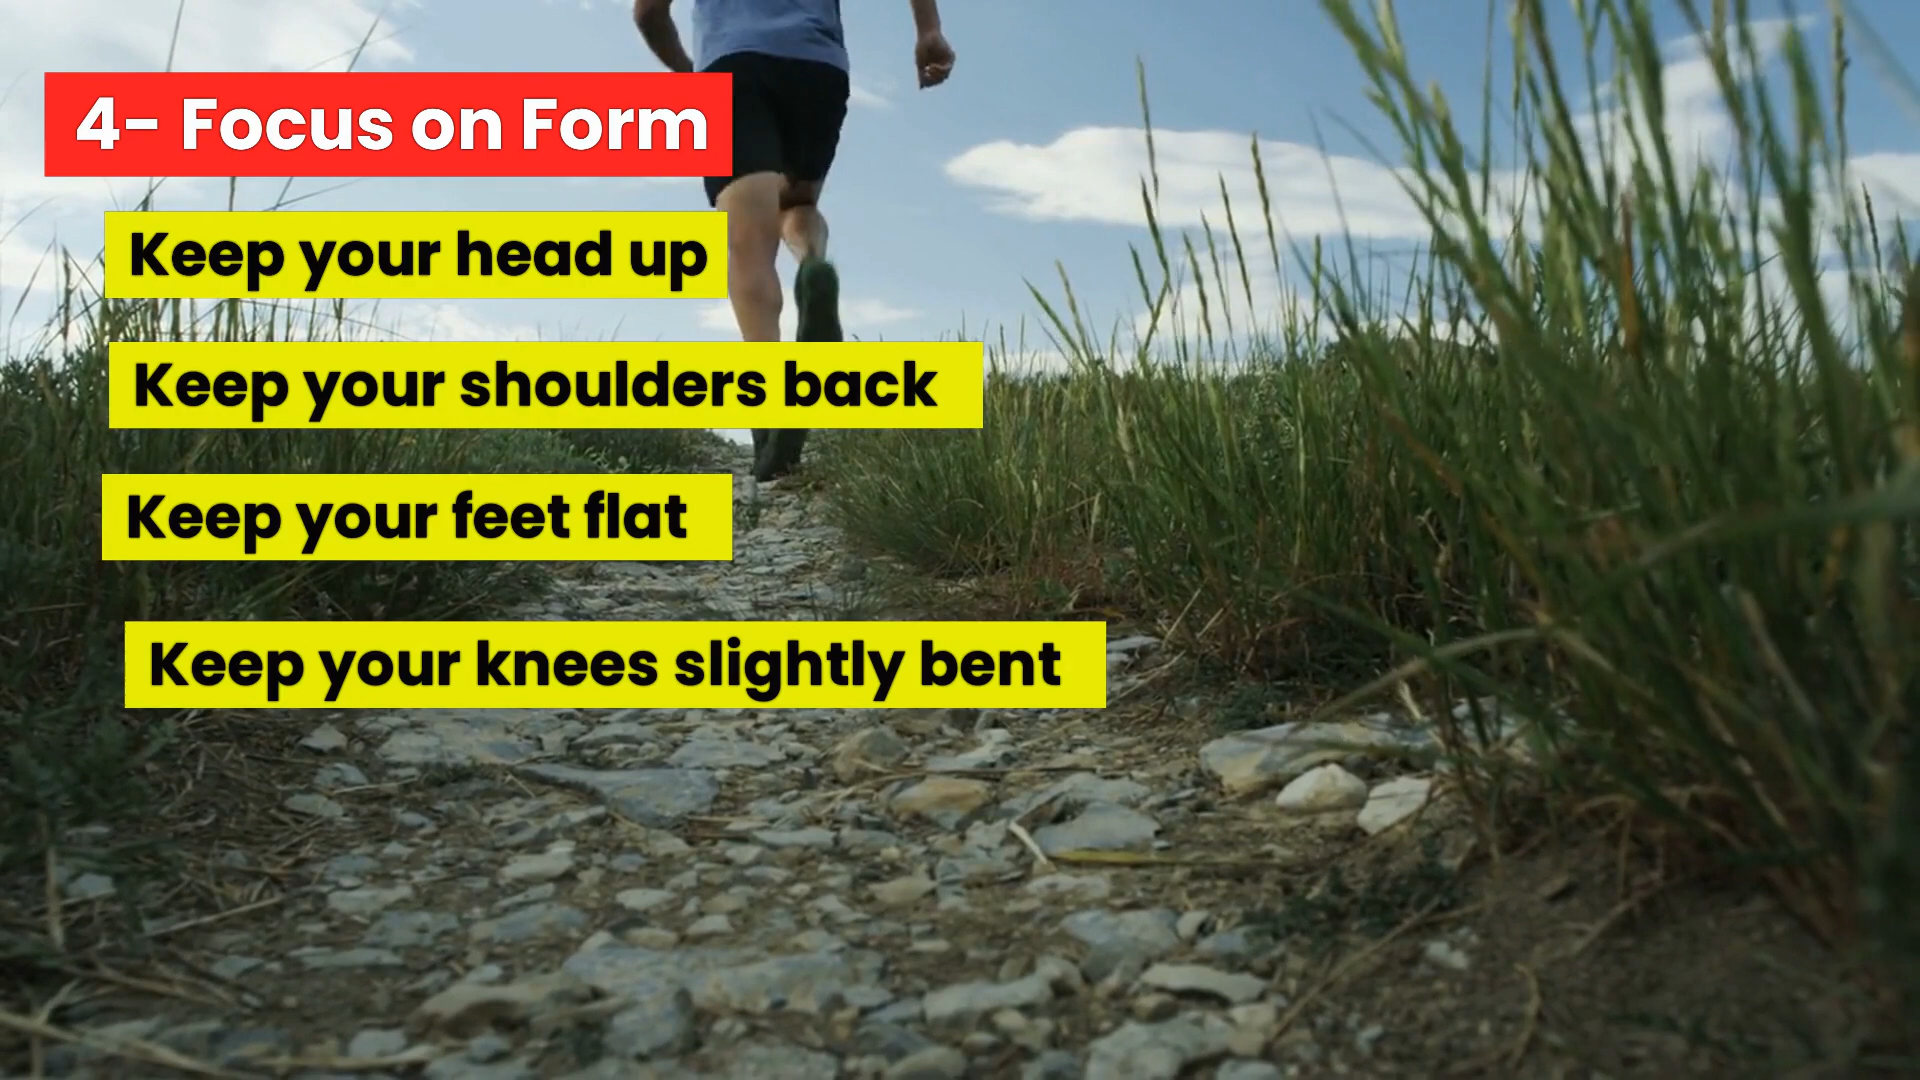 4- Focus on Form
Keep your head up
Keep your shoulders back
Keep your feet flat
Keep your knees slightly bent